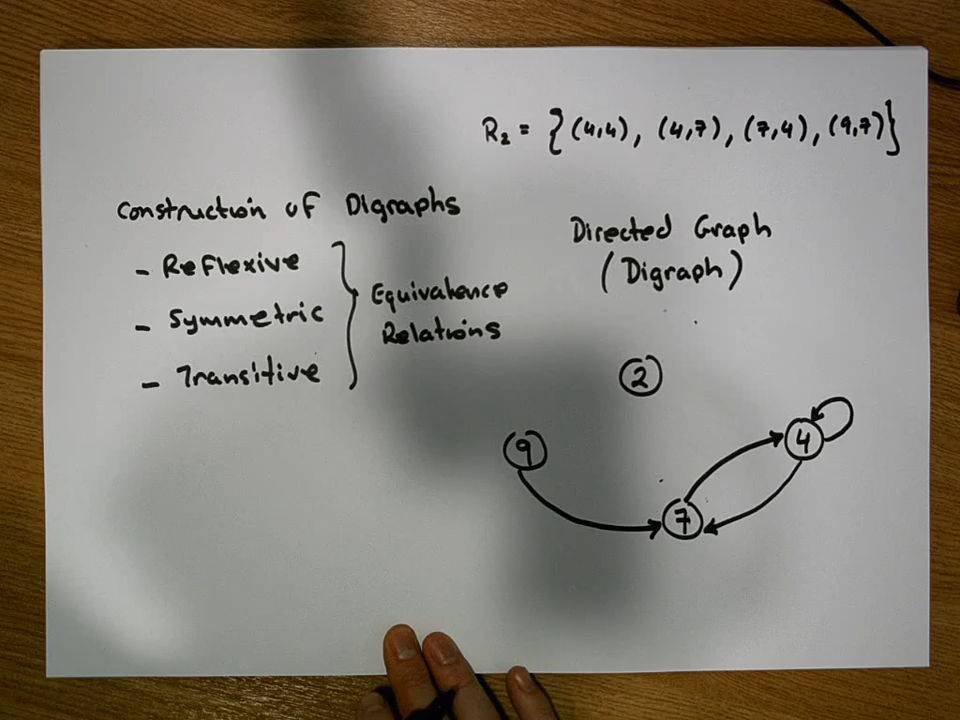 R₂ = {(4,4), (4,7), (7,4), (9,7)}
Construction of Digraphs
- Reflexive
- Symmetric
- Transitive
Equivalence
Relations
Directed Graph
(Digraph)
2
9
4
7